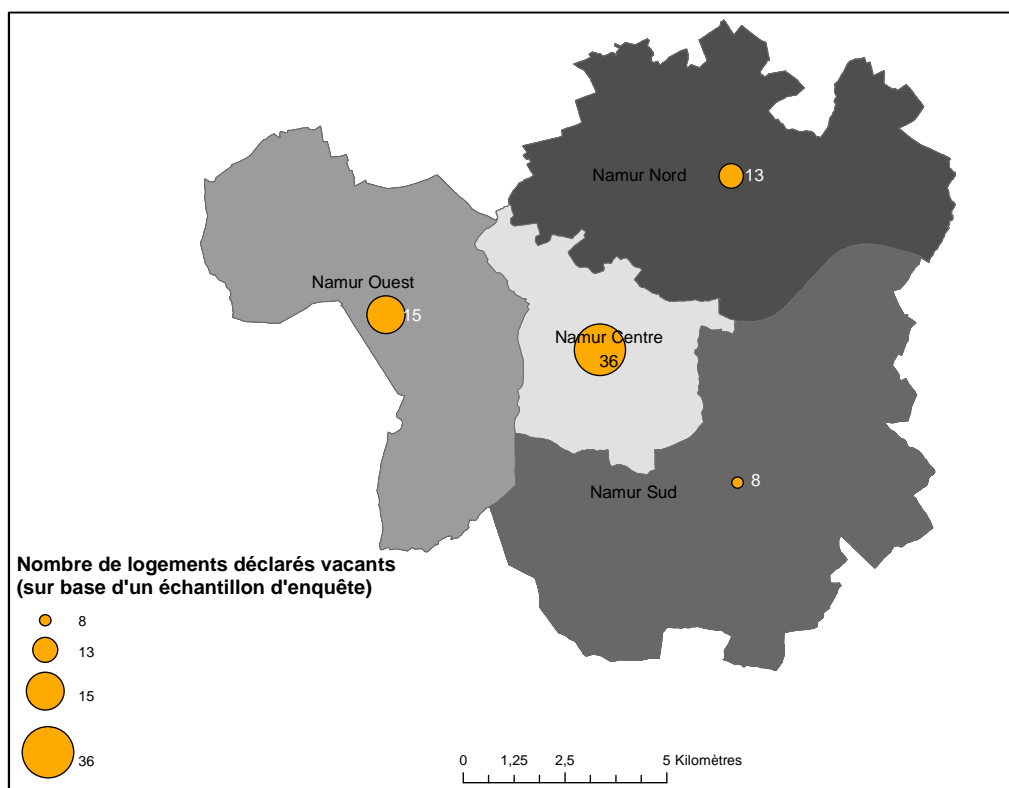 Namur Nord
13
Namur Ouest
15
Namur Centre
36
Namur Sud
8
Nombre de logements déclarés vacants
(sur base d'un échantillon d'enquête)
8
13
15
36
0 1,25 2,5 5 Kilomètres